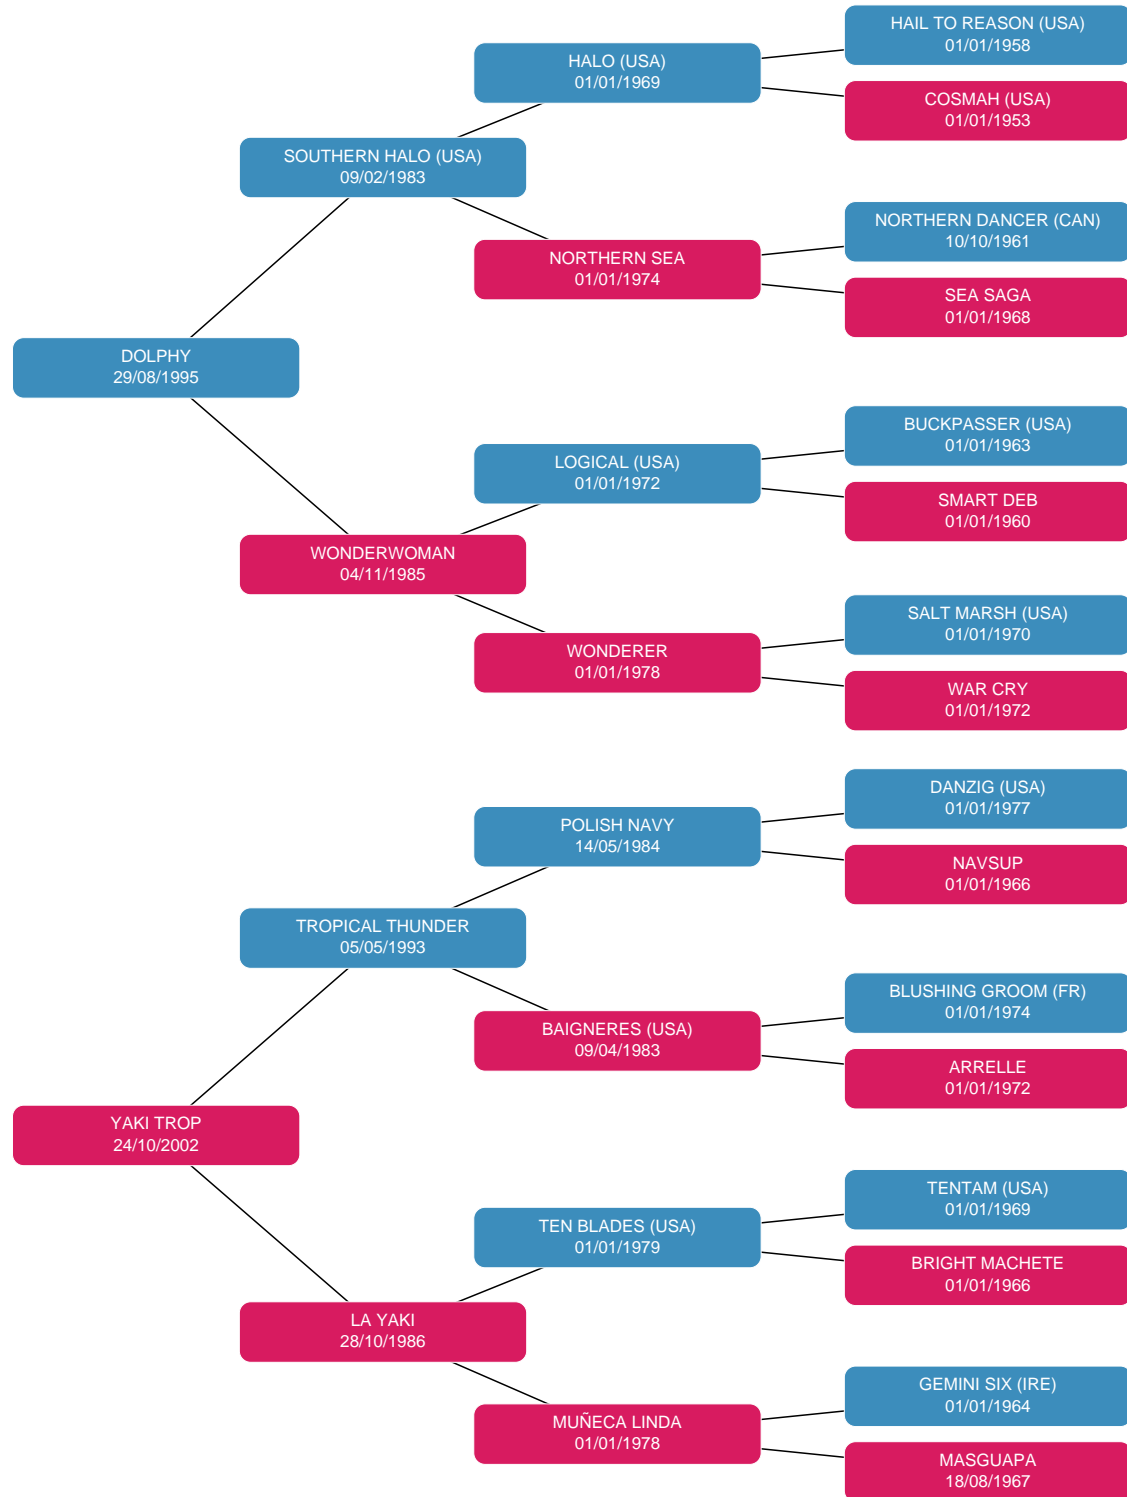 HAIL TO REASON (USA)
01/01/1958
HALO (USA)
01/01/1969
COSMAH (USA)
01/01/1953
SOUTHERN HALO (USA)
09/02/1983
NORTHERN DANCER (CAN)
10/10/1961
NORTHERN SEA
01/01/1974
SEA SAGA
01/01/1968
DOLPHY
29/08/1995
BUCKPASSER (USA)
01/01/1963
LOGICAL (USA)
01/01/1972
SMART DEB
01/01/1960
WONDERWOMAN
04/11/1985
SALT MARSH (USA)
01/01/1970
WONDERER
01/01/1978
WAR CRY
01/01/1972
DANZIG (USA)
01/01/1977
POLISH NAVY
14/05/1984
NAVSUP
01/01/1966
TROPICAL THUNDER
05/05/1993
BLUSHING GROOM (FR)
01/01/1974
BAIGNERES (USA)
09/04/1983
ARRELLE
01/01/1972
YAKI TROP
24/10/2002
TENTAM (USA)
01/01/1969
TEN BLADES (USA)
01/01/1979
BRIGHT MACHETE
01/01/1966
LA YAKI
28/10/1986
GEMINI SIX (IRE)
01/01/1964
MUÑECA LINDA
01/01/1978
MASGUAPA
18/08/1967